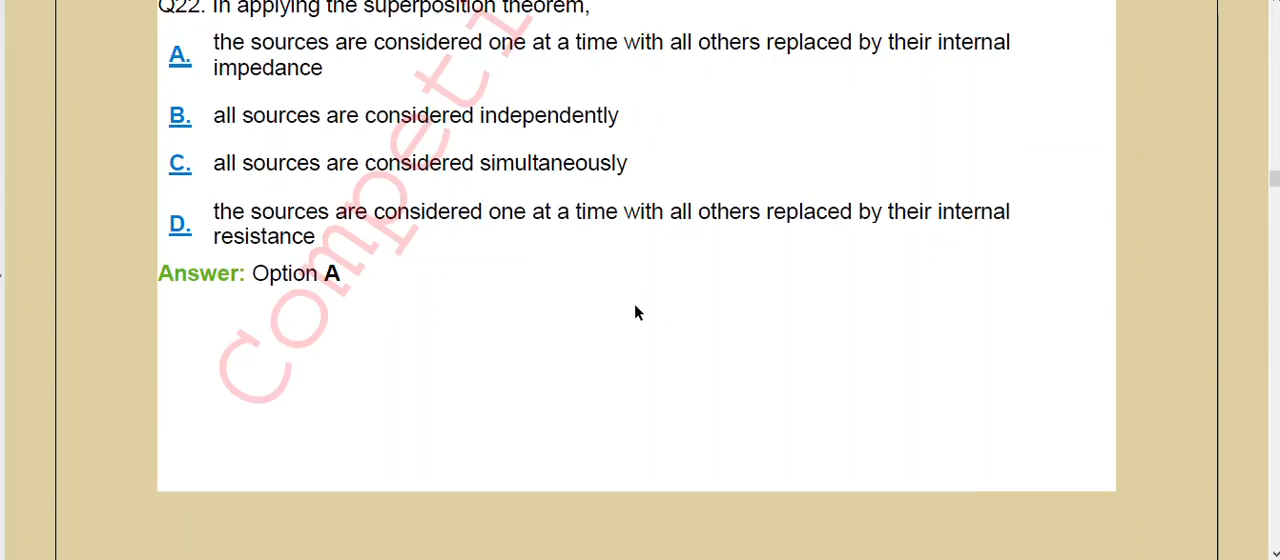 Q22. In applying the superposition theorem,
A. the sources are considered one at a time with all others replaced by their internal
impedance
B. all sources are considered independently
C. all sources are considered simultaneously
D. the sources are considered one at a time with all others replaced by their internal
resistance
Answer: Option A
Competi